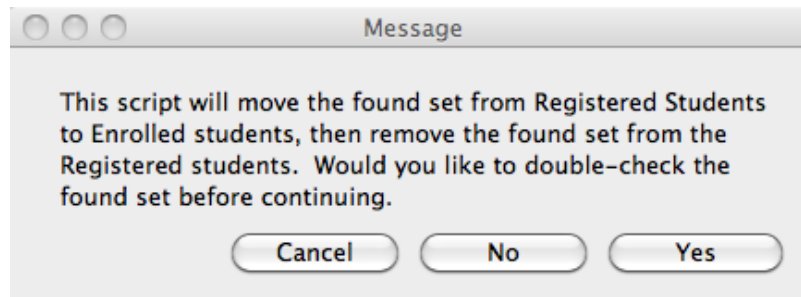 Message
This script will move the found set from Registered Students
to Enrolled students, then remove the found set from the
Registered students.  Would you like to double-check the
found set before continuing.
Cancel No Yes